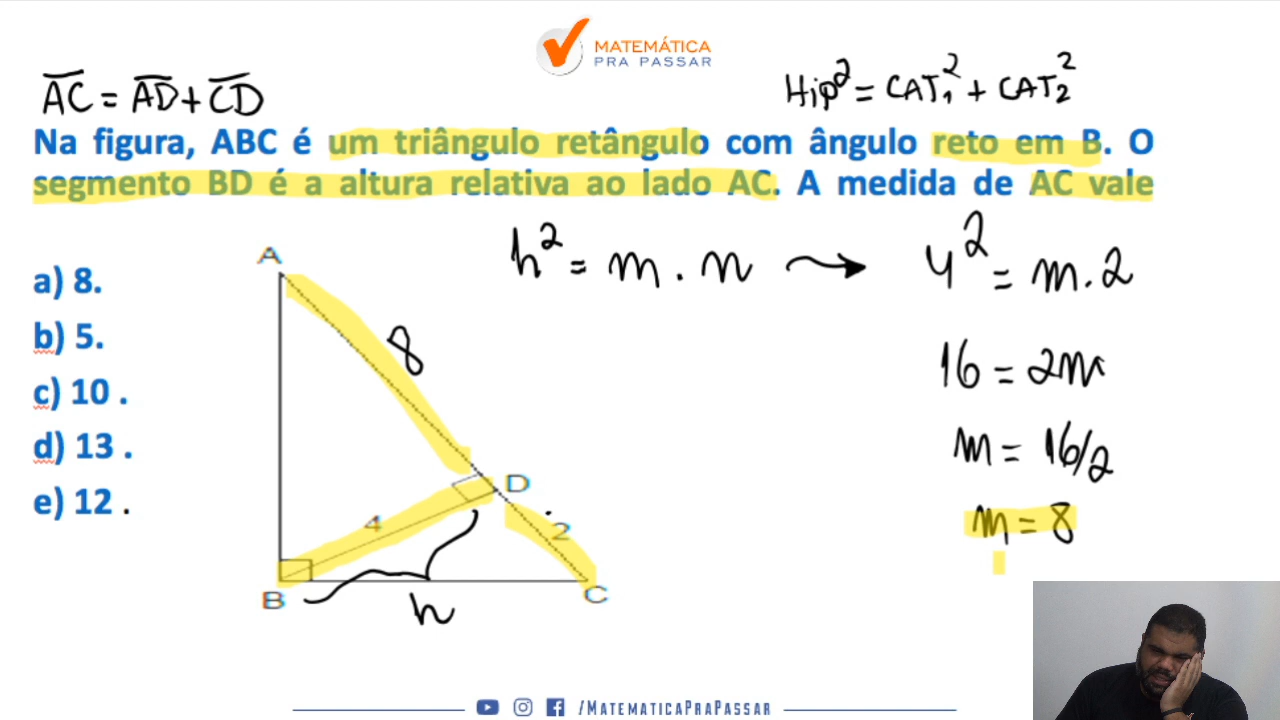 MATEMÁTICA
PRA PASSAR
AC = AD + CD
Hip² = CAT₁² + CAT₂²
Na figura, ABC é um triângulo retângulo com ângulo reto em B. O
segmento BD é a altura relativa ao lado AC. A medida de AC vale
h² = m . n → 4² = m . 2
a) 8.
b) 5.
c) 10 .
d) 13 .
e) 12 .
A
8
D
4
2
B
C
h
16 = 2m
m = 16/2
m = 8
/MATEMATICAPRAPASSAR